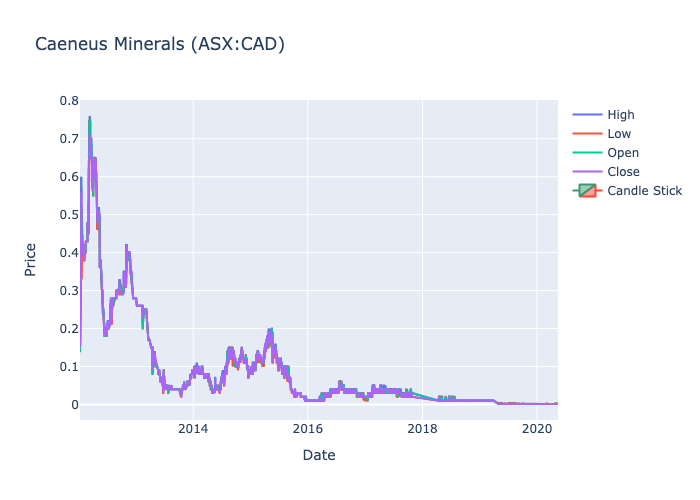 Caeneus Minerals (ASX:CAD)
0.8
0.7
0.6
0.5
0.4
0.3
0.2
0.1
0
Price
2014
2016
2018
2020
Date
High
Low
Open
Close
Candle Stick